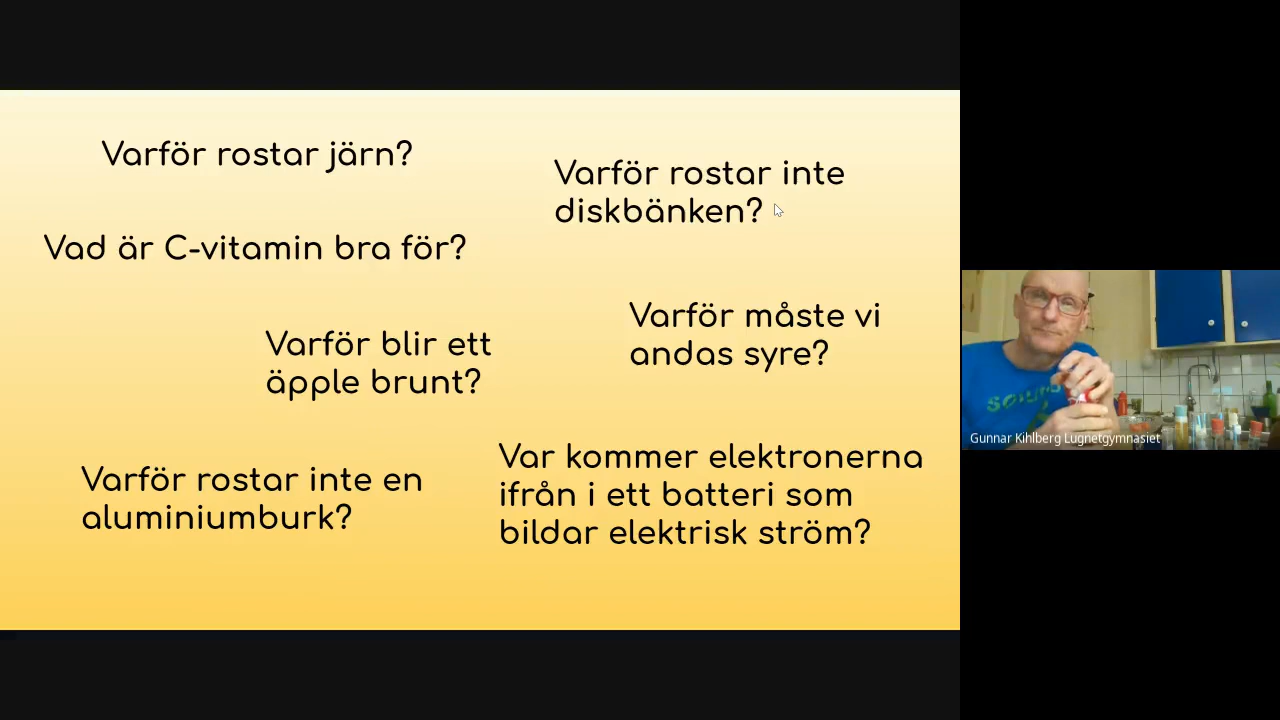 Varför rostar järn?
Varför rostar inte
diskbänken?
Vad är C-vitamin bra för?
Varför måste vi
andas syre?
Varför blir ett
äpple brunt?
Var kommer elektronerna
ifrån i ett batteri som
bildar elektrisk ström?
Varför rostar inte en
aluminiumburk?
Gunnar Kihlberg Lugnetgymnasiet